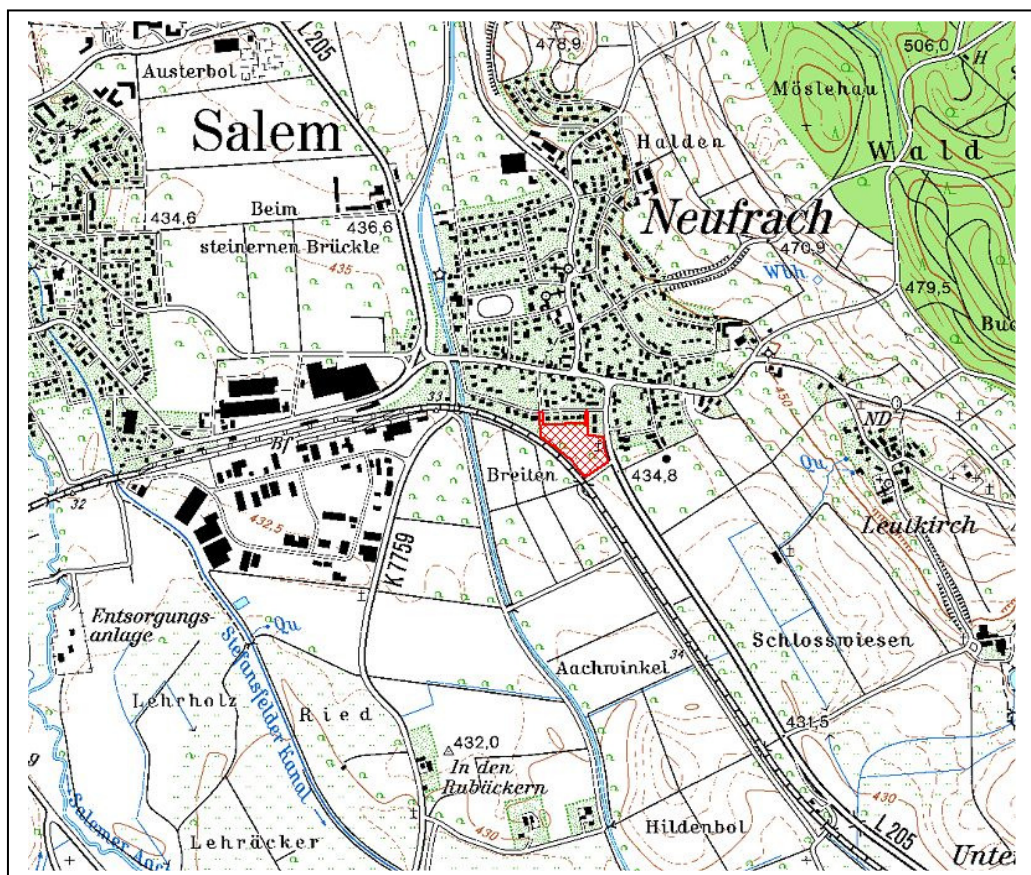 L 205
478,9
506,0
H
Austerbol
Möslehau
Salem
Halden
Wald
434,6
Beim
436,6
Neufrach
steinernen Brückle
435
470,9
Wbh
479,5
Bf
33
450
ND
Qu
Breiten
434,8
32
432,5
K 7759
Leutkirch
Entsorgungs-
anlage
Qu
Schlosswiesen
Stefansfelder Kanal
Aachwinkel
34
Lehrholz
Ried
431,5
432,0
In den
Rubäckern
g
Salemer
430
430
Hildenbol
L 205
Lehräcker
Unte